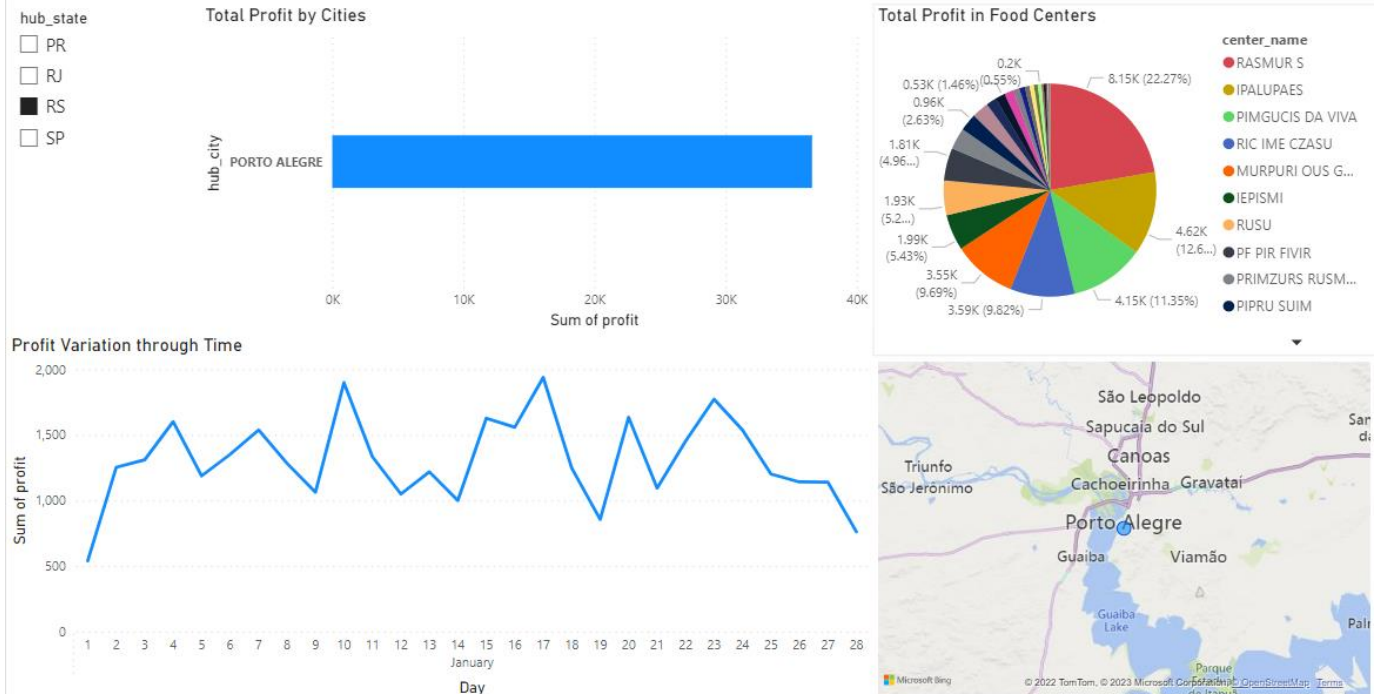 hub_state
PR
RJ
RS
SP
Total Profit by Cities
hub_city
PORTO ALEGRE
0K 10K 20K 30K 40K
Sum of profit
Total Profit in Food Centers
0.2K
(0.55%)
0.53K (1.46%)
0.96K
(2.63%)
1.81K
(4.96...)
1.93K
(5.2...)
1.99K
(5.43%)
3.55K
(9.69%)
3.59K (9.82%)
4.15K (11.35%)
4.62K
(12.6...)
8.15K (22.27%)
center_name
RASMUR S
IPALUPAES
PIMGUCIS DA VIVA
RIC IME CZASU
MURPURI OUS G...
IEPISMI
RUSU
PF PIR FIVIR
PRIMZURS RUSM...
PIPRU SUIM
Profit Variation through Time
Sum of profit
2,000
1,500
1,000
500
0
1 2 3 4 5 6 7 8 9 10 11 12 13 14 15 16 17 18 19 20 21 22 23 24 25 26 27 28
January
Day
São Leopoldo
Sapucaia do Sul
Canoas
Triunfo
São Jerônimo
Cachoeirinha
Gravataí
Porto Alegre
Guaíba
Viamão
Guaiba
Lake
Parque
Microsoft Bing
© 2022 TomTom, © 2023 Microsoft Corporation, © OpenStreetMap Terms